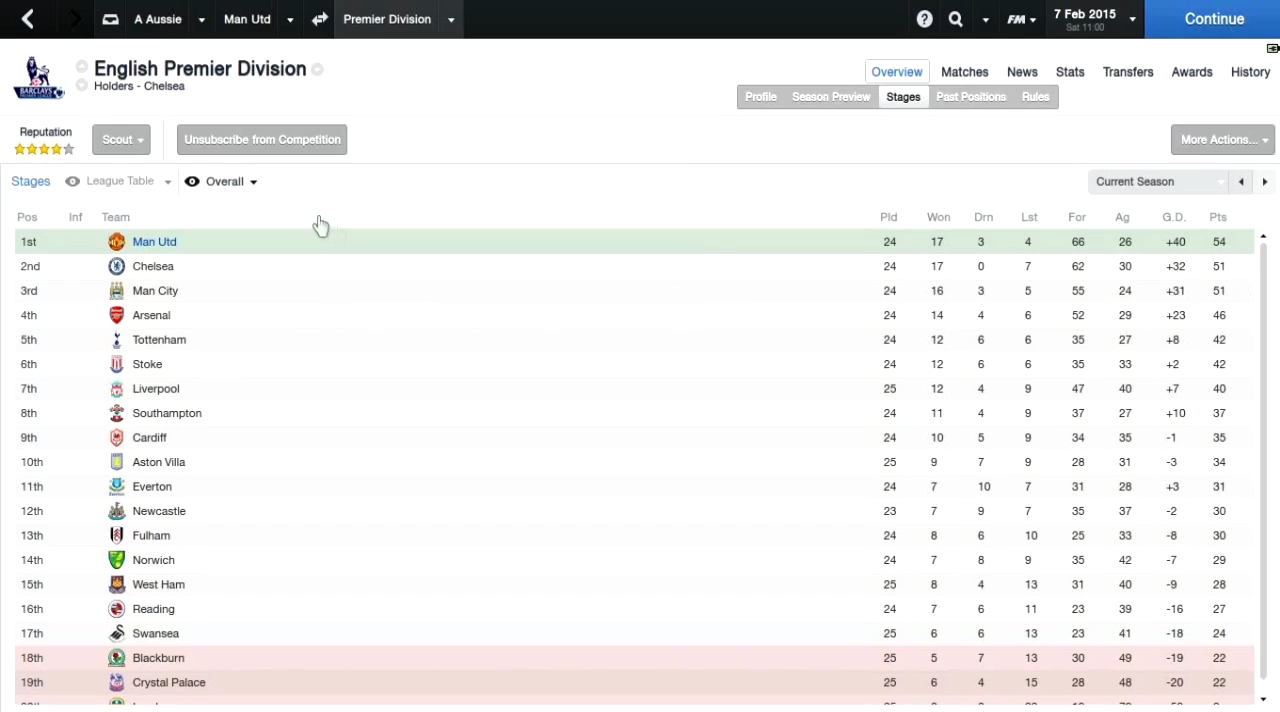 A Aussie Man Utd Premier Division FM 7 Feb 2015 Continue
Sat 11:00
English Premier Division
Holders - Chelsea
Overview Matches News Stats Transfers Awards History
Profile Season Preview Stages Past Positions Rules
BARCLAYS
Reputation
Scout Unsubscribe from Competition More Actions...
Stages League Table Overall Current Season
Pos Inf Team Pld Won Drn Lst For Ag G.D. Pts
1st Man Utd 24 17 3 4 66 26 +40 54
2nd Chelsea 24 17 0 7 62 30 +32 51
3rd Man City 24 16 3 5 55 24 +31 51
4th Arsenal 24 14 4 6 52 29 +23 46
5th Tottenham 24 12 6 6 35 27 +8 42
6th Stoke 24 12 6 6 35 33 +2 42
7th Liverpool 25 12 4 9 47 40 +7 40
8th Southampton 24 11 4 9 37 27 +10 37
9th Cardiff 24 10 5 9 34 35 -1 35
10th Aston Villa 25 9 7 9 28 31 -3 34
11th Everton 24 7 10 7 31 28 +3 31
12th Newcastle 23 7 9 7 35 37 -2 30
13th Fulham 24 8 6 10 25 33 -8 30
14th Norwich 24 7 8 9 35 42 -7 29
15th West Ham 25 8 4 13 31 40 -9 28
16th Reading 24 7 6 11 23 39 -16 27
17th Swansea 25 6 6 13 23 41 -18 24
18th Blackburn 25 5 7 13 30 49 -19 22
19th Crystal Palace 25 6 4 15 28 48 -20 22